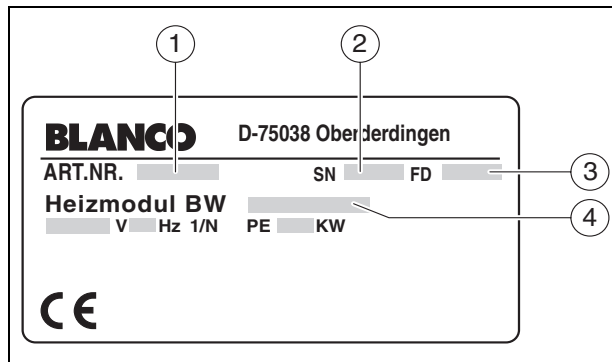 1 2
BLANCO D-75038 Oberderdingen
ART.NR. SN FD 3
Heizmodul BW 4
V Hz 1/N PE KW
CE